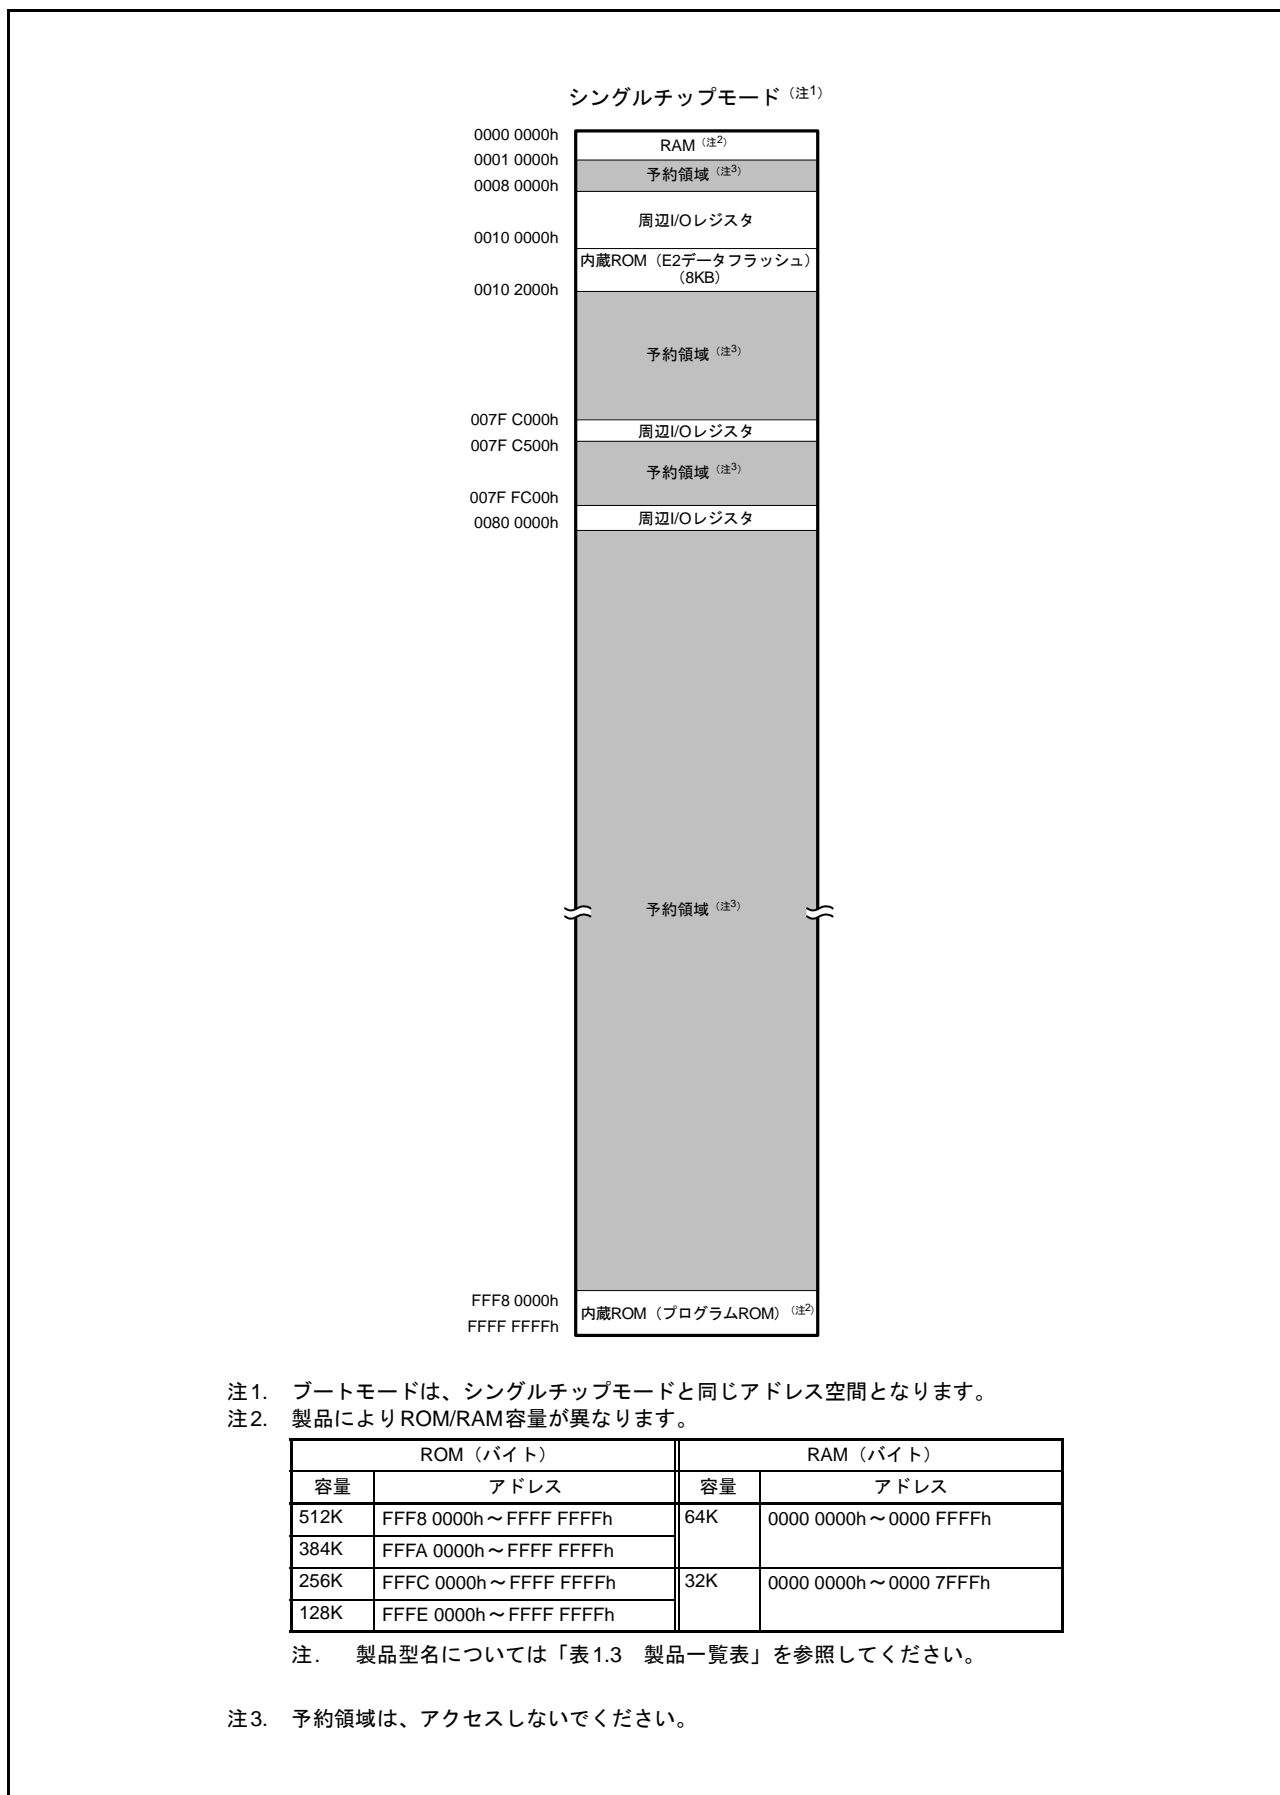 シングルチップモード（注1）
0000 0000h
RAM（注2）
0001 0000h
予約領域（注3）
0008 0000h
周辺I/Oレジスタ
0010 0000h
内蔵ROM（E2データフラッシュ）
（8KB）
0010 2000h
予約領域（注3）
007F C000h
周辺I/Oレジスタ
007F C500h
予約領域（注3）
007F FC00h
周辺I/Oレジスタ
0080 0000h
予約領域（注3）
FFF8 0000h
内蔵ROM（プログラムROM）（注2）
FFFF FFFFh
注1. ブートモードは、シングルチップモードと同じアドレス空間となります。
注2. 製品によりROM/RAM容量が異なります。
ROM（バイト） RAM（バイト）
容量 アドレス 容量 アドレス
512K FFF8 0000h～FFFF FFFFh 64K 0000 0000h～0000 FFFFh
384K FFFA 0000h～FFFF FFFFh
256K FFFC 0000h～FFFF FFFFh 32K 0000 0000h～0000 7FFFh
128K FFFE 0000h～FFFF FFFFh
注. 製品型名については「表1.3 製品一覧表」を参照してください。
注3. 予約領域は、アクセスしないでください。